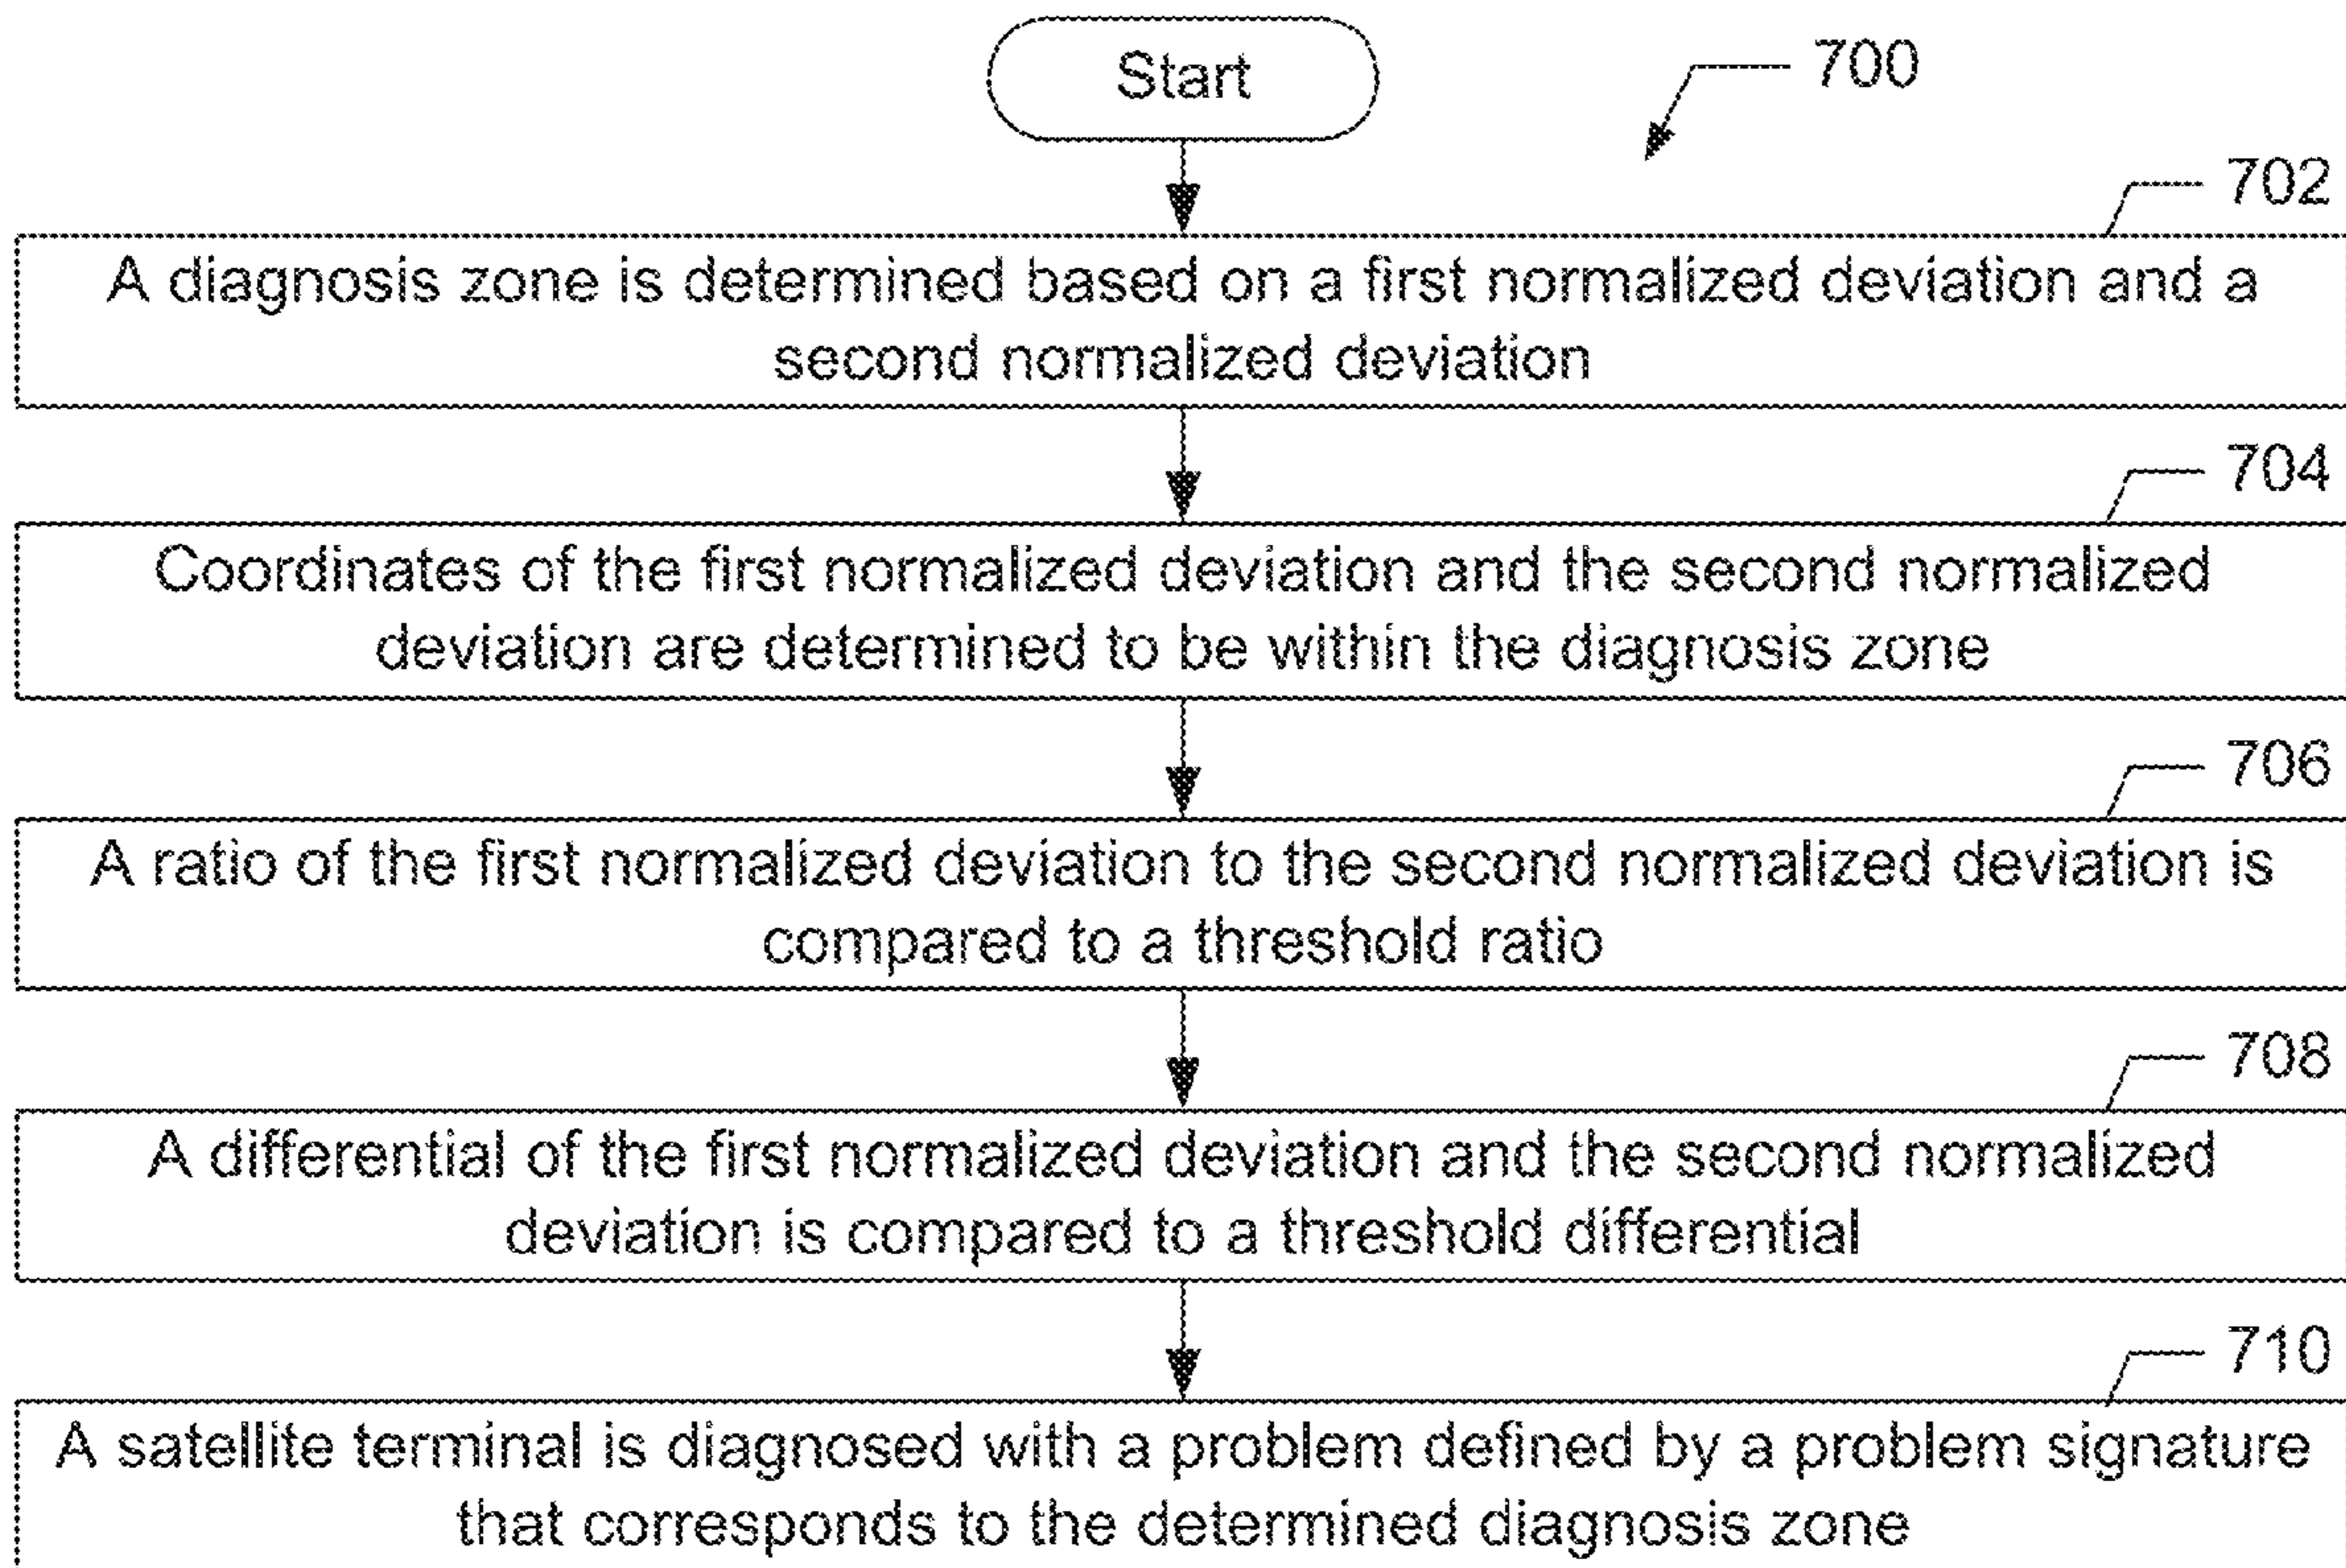 Start
700
702
A diagnosis zone is determined based on a first normalized deviation and a
second normalized deviation
704
Coordinates of the first normalized deviation and the second normalized
deviation are determined to be within the diagnosis zone
706
A ratio of the first normalized deviation to the second normalized deviation is
compared to a threshold ratio
708
A differential of the first normalized deviation and the second normalized
deviation is compared to a threshold differential
710
A satellite terminal is diagnosed with a problem defined by a problem signature
that corresponds to the determined diagnosis zone